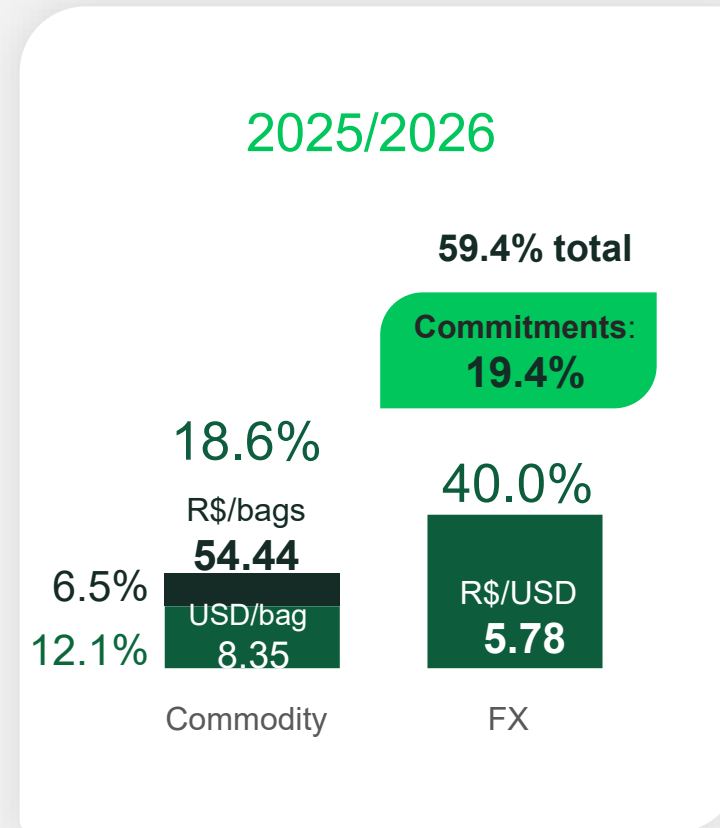 2025/2026
59.4% total
Commitments:
19.4%
18.6%
40.0%
R$/bags
54.44
6.5%
USD/bag
12.1%
8.35
R$/USD
5.78
Commodity
FX